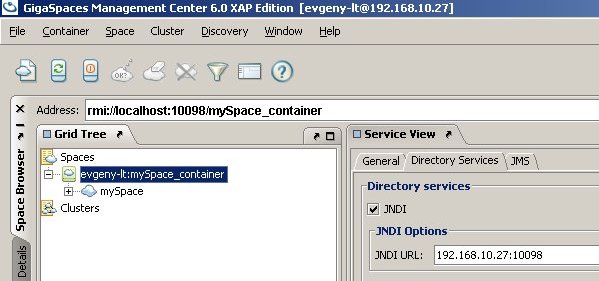 GigaSpaces Management Center 6.0 XAP Edition [evgeny-lt@192.168.10.27]
File Container Space Cluster Discovery Window Help
OK?
Address: rmi://localhost:10098/mySpace_container
Space Browser
Details
Grid Tree
Spaces
evgeny-lt:mySpace_container
mySpace
Clusters
Service View
General Directory Services JMS
Directory services
JNDI
JNDI Options
JNDI URL: 192.168.10.27:10098